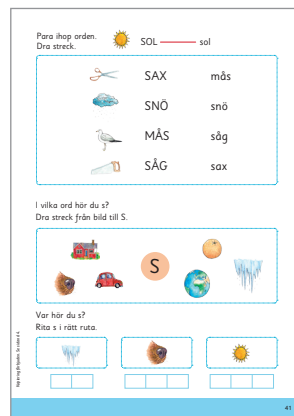 Para ihop orden.
Dra streck.
SOL sol
SAX mås
SNÖ snö
MÅS såg
SÅG sax
I vilka ord hör du s?
Dra streck från bild till S.
S
Var hör du s?
Rita s i rätt ruta.
41